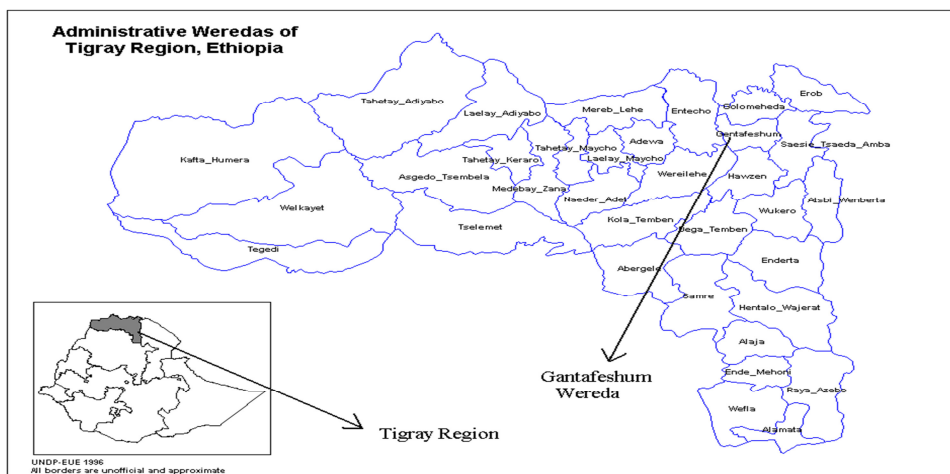 Administrative Weredas of
Tigray Region, Ethiopia
Erob
Tahetay_Adiyabo
Golomeheda
Mereb_Lehe
Entecho
Laelay_Adiyabo
Gentafeshum
Adewa
Saesie_Tsaeda_Amba
Tahetay_Maycho
Kafta_Humera
Tahetay_Keraro
Laelay_Maycho
Asgedo_Tsembela
Wereilehe
Hawzen
Medebay_Zana
Naeder_Adet
Atsbi_Wenberta
Welkayet
Wukero
Kola_Temben
Tselemet
Dega_Temben
Tegedi
Enderta
Abergele
Samre
Hentalo_Wajerat
Alaja
Gantafeshum
Wereda
Ende_Mehoni
Raya_Azebo
Wefla
Alamata
Tigray Region
UNDP-EUE 1996
All borders are unofficial and approximate